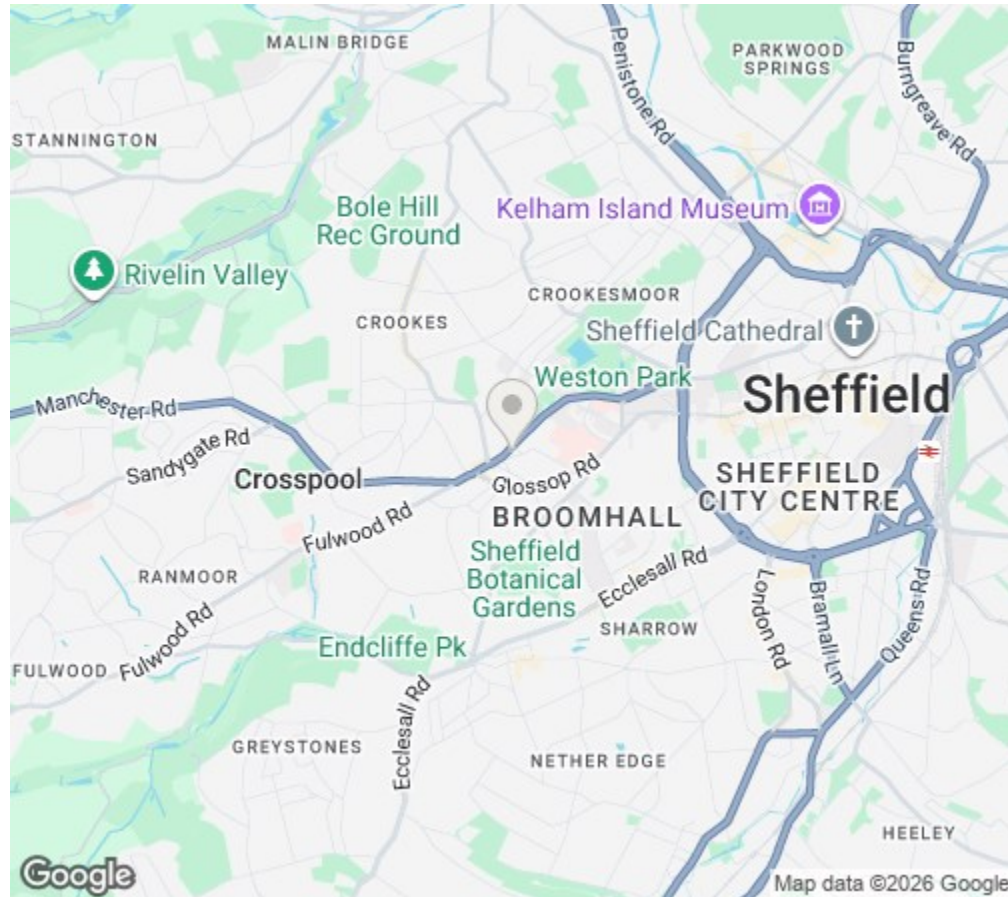 MALIN BRIDGE
Penistone Rd
PARKWOOD
SPRINGS
Burngreave Rd
STANNINGTON
Bole Hill
Rec Ground
Kelham Island Museum
Rivelin Valley
CROOKESMOOR
CROOKES
Sheffield Cathedral
Weston Park
Sheffield
Manchester Rd
Sandygate Rd
Crosspool
Glossop Rd
SHEFFIELD
CITY CENTRE
BROOMHALL
Fulwood Rd
Sheffield
Botanical
Gardens
RANMOOR
Ecclesall Rd
London Rd
Bramall Ln
Queens Rd
Fulwood Rd
SHARROW
Endcliffe Pk
FULWOOD
Ecclesall Rd
GREYSTONES
NETHER EDGE
HEELEY
Google
Map data ©2026 Google